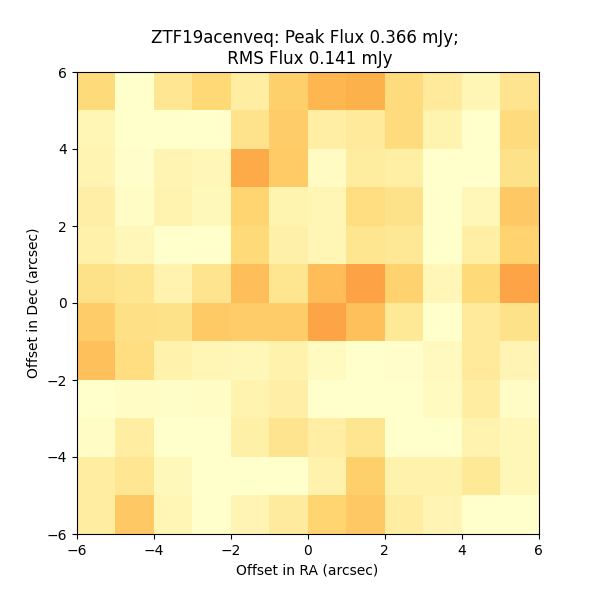 ZTF19acenveq: Peak Flux 0.366 mJy;
RMS Flux 0.141 mJy
6
4
2
0
−2
−4
−6
Offset in Dec (arcsec)
−6 −4 −2 0 2 4 6
Offset in RA (arcsec)